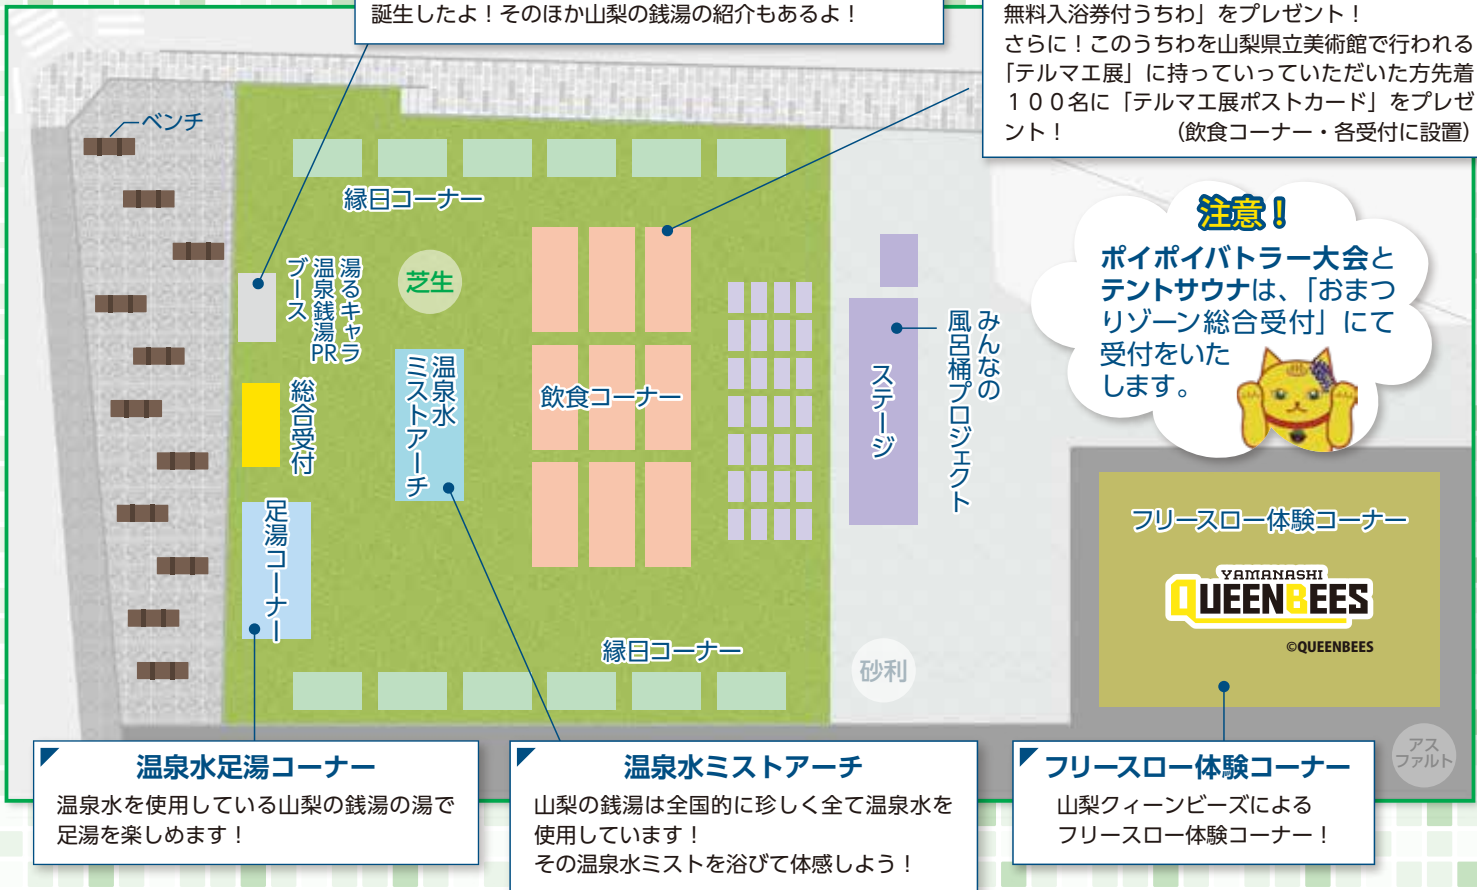 誕生したよ！そのほか山梨の銭湯の紹介もあるよ！
無料入浴券付うちわ」をプレゼント！
さらに！このうちわを山梨県立美術館で行われる
「テルマエ展」に持っていっていただいた方先着
１００名に「テルマエ展ポストカード」をプレゼ
ント！ （飲食コーナー・各受付に設置）
ベンチ
縁日コーナー
芝生
湯るキャラ
温泉銭湯PR
ブース
総合受付
足湯コーナー
温泉水
ミストアーチ
飲食コーナー
ステージ
みんなの
風呂桶プロジェクト
注意！
ポイポイバトラー大会と
テントサウナは、「おまつ
りゾーン総合受付」にて
受付をいた
します。
縁日コーナー
砂利
フリースロー体験コーナー
YAMANASHI
QUEENBEES
©QUEENBEES
アス
ファルト
温泉水足湯コーナー
温泉水を使用している山梨の銭湯の湯で
足湯を楽しめます！
温泉水ミストアーチ
山梨の銭湯は全国的に珍しく全て温泉水を
使用しています！
その温泉水ミストを浴びて体感しよう！
フリースロー体験コーナー
山梨クィーンビーズによる
フリースロー体験コーナー！